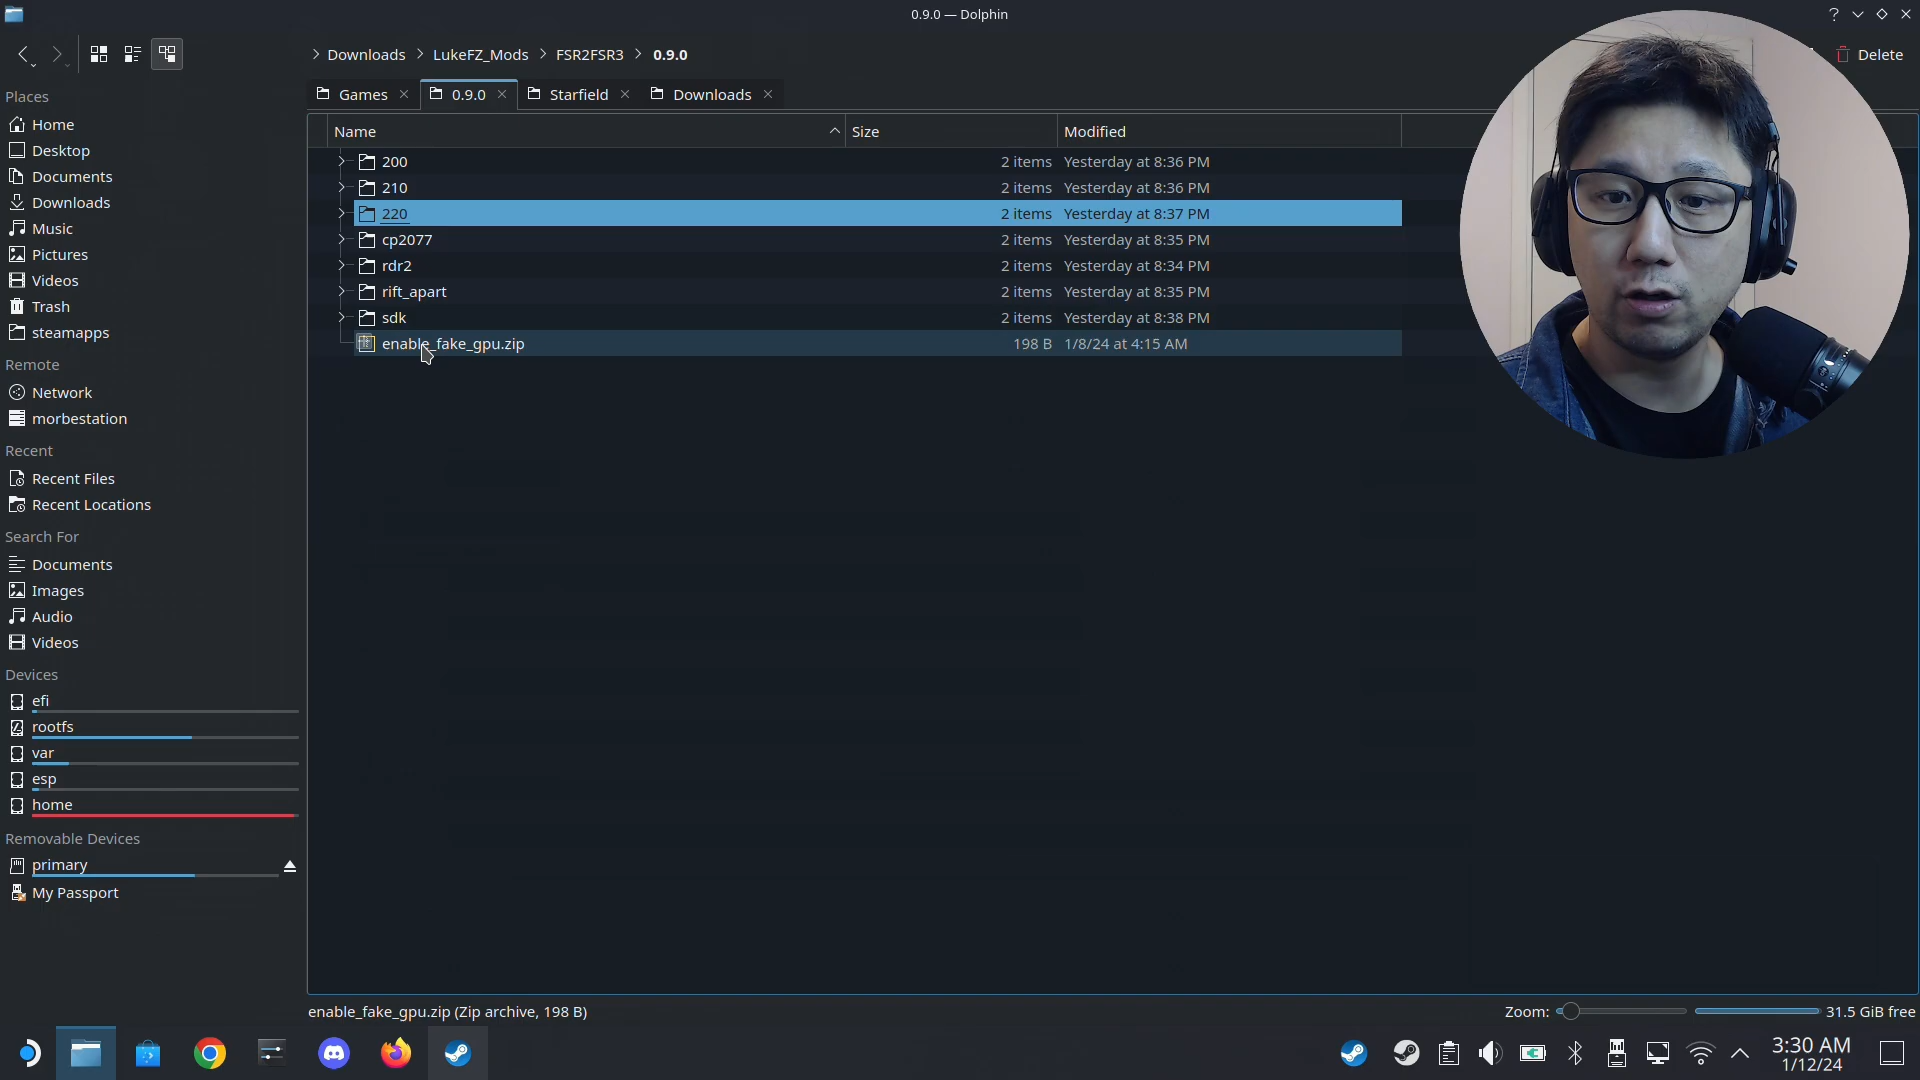 0.9.0 — Dolphin
Downloads
LukeFZ_Mods
FSR2FSR3
0.9.0
Delete
Games
0.9.0
Starfield
Downloads
Name
Size
Modified
200
2 items
Yesterday at 8:36 PM
210
2 items
Yesterday at 8:36 PM
220
2 items
Yesterday at 8:37 PM
cp2077
2 items
Yesterday at 8:35 PM
rdr2
2 items
Yesterday at 8:34 PM
rift_apart
2 items
Yesterday at 8:35 PM
sdk
2 items
Yesterday at 8:38 PM
enable_fake_gpu.zip
198 B
1/8/24 at 4:15 AM
Places
Home
Desktop
Documents
Downloads
Music
Pictures
Videos
Trash
steamapps
Remote
Network
morbestation
Recent
Recent Files
Recent Locations
Search For
Documents
Images
Audio
Videos
Devices
efi
rootfs
var
esp
home
Removable Devices
primary
My Passport
enable_fake_gpu.zip (Zip archive, 198 B)
Zoom:
31.5 GiB free
3:30 AM
1/12/24